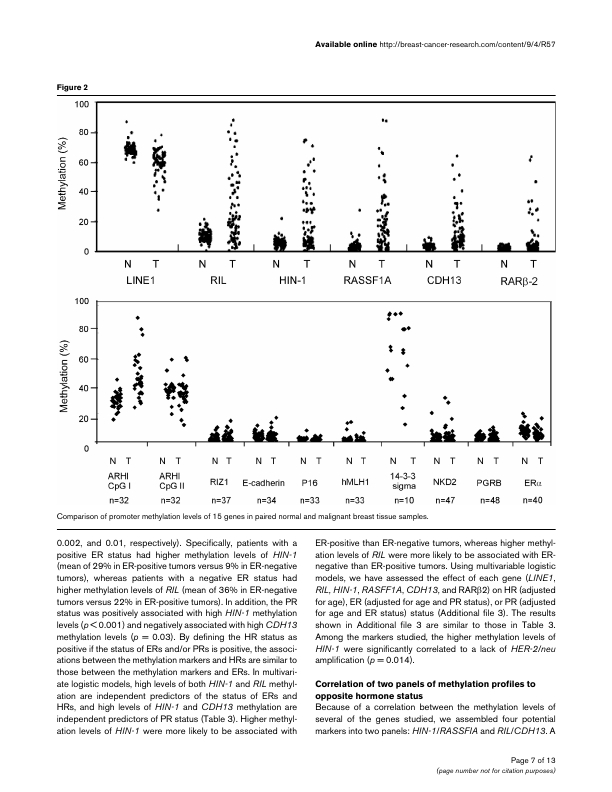 Available online http://breast-cancer-research.com/content/9/4/R57
Figure 2
100
80
60
40
20
0
Methylation (%)
N T N T N T N T N T N T
LINE1 RIL HIN-1 RASSF1A CDH13 RARβ-2
100
80
60
40
20
0
Methylation (%)
N T N T N T N T N T N T N T N T N T N T
ARHI CpG I ARHI CpG II RIZ1 E-cadherin P16 hMLH1 14-3-3 sigma NKD2 PGRB ERα
n=32 n=32 n=37 n=34 n=33 n=33 n=10 n=47 n=48 n=40
Comparison of promoter methylation levels of 15 genes in paired normal and malignant breast tissue samples.
0.002, and 0.01, respectively). Specifically, patients with a
positive ER status had higher methylation levels of HIN-1
(mean of 29% in ER-positive tumors versus 9% in ER-negative
tumors), whereas patients with a negative ER status had
higher methylation levels of RIL (mean of 36% in ER-negative
tumors versus 22% in ER-positive tumors). In addition, the PR
status was positively associated with high HIN-1 methylation
levels (p<0.001) and negatively associated with high CDH13
methylation levels (p = 0.03). By defining the HR status as
positive if the status of ERs and/or PRs is positive, the associ-
ations between the methylation markers and HRs are similar to
those between the methylation markers and ERs. In multivari-
ate logistic models, high levels of both HIN-1 and RIL methyl-
ation are independent predictors of the status of ERs and
HRs, and high levels of HIN-1 and CDH13 methylation are
independent predictors of PR status (Table 3). Higher methyl-
ation levels of HIN-1 were more likely to be associated with
ER-positive than ER-negative tumors, whereas higher methyl-
ation levels of RIL were more likely to be associated with ER-
negative than ER-positive tumors. Using multivariable logistic
models, we have assessed the effect of each gene (LINE1,
RIL, HIN-1, RASFF1A, CDH13, and RARβ2) on HR (adjusted
for age), ER (adjusted for age and PR status), or PR (adjusted
for age and ER status) status (Additional file 3). The results
shown in Additional file 3 are similar to those in Table 3.
Among the markers studied, the higher methylation levels of
HIN-1 were significantly correlated to a lack of HER-2/neu
amplification (p = 0.014).
Correlation of two panels of methylation profiles to
opposite hormone status
Because of a correlation between the methylation levels of
several of the genes studied, we assembled four potential
markers into two panels: HIN-1/RASSFIA and RIL/CDH13. A
Page 7 of 13
(page number not for citation purposes)